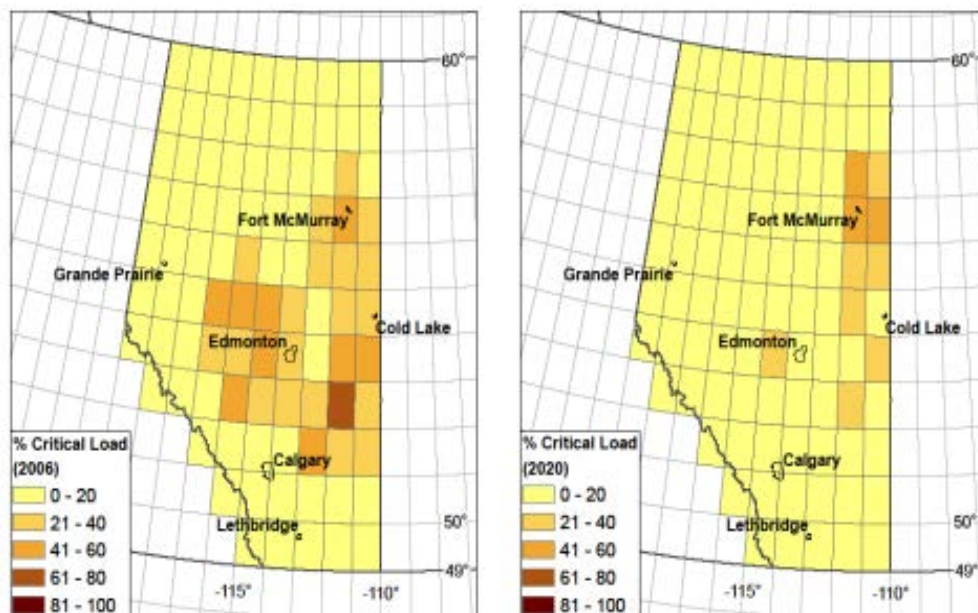 60°
Fort McMurray
Grande Prairie
Cold Lake
Edmonton
% Critical Load
(2006)
Calgary
0 - 20
21 - 40
50°
41 - 60
Lethbridge
61 - 80
49°
81 - 100
-115°
-110°
60°
Fort McMurray
Grande Prairie
Cold Lake
Edmonton
% Critical Load
(2020)
Calgary
0 - 20
21 - 40
50°
41 - 60
Lethbridge
61 - 80
49°
81 - 100
-115°
-110°